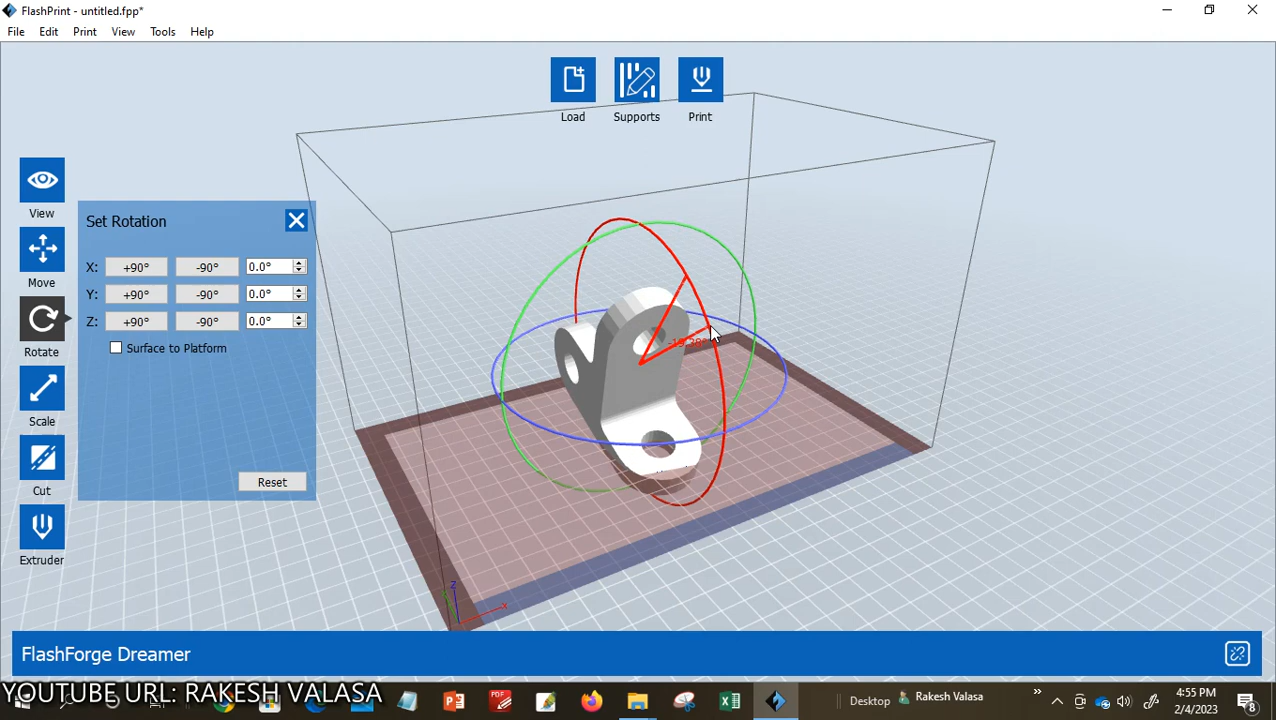 FlashPrint - untitled.fpp*
File Edit Print View Tools Help
Load Supports Print
View
Set Rotation
Move
X: +90° -90° 0.0°
Y: +90° -90° 0.0°
Z: +90° -90° 0.0°
Surface to Platform
Rotate
Scale
Cut
Reset
Extruder
z
x
FlashForge Dreamer
YOUTUBE URL: RAKESH VALASA
Desktop
Rakesh Valasa
4:55 PM
2/4/2023
8